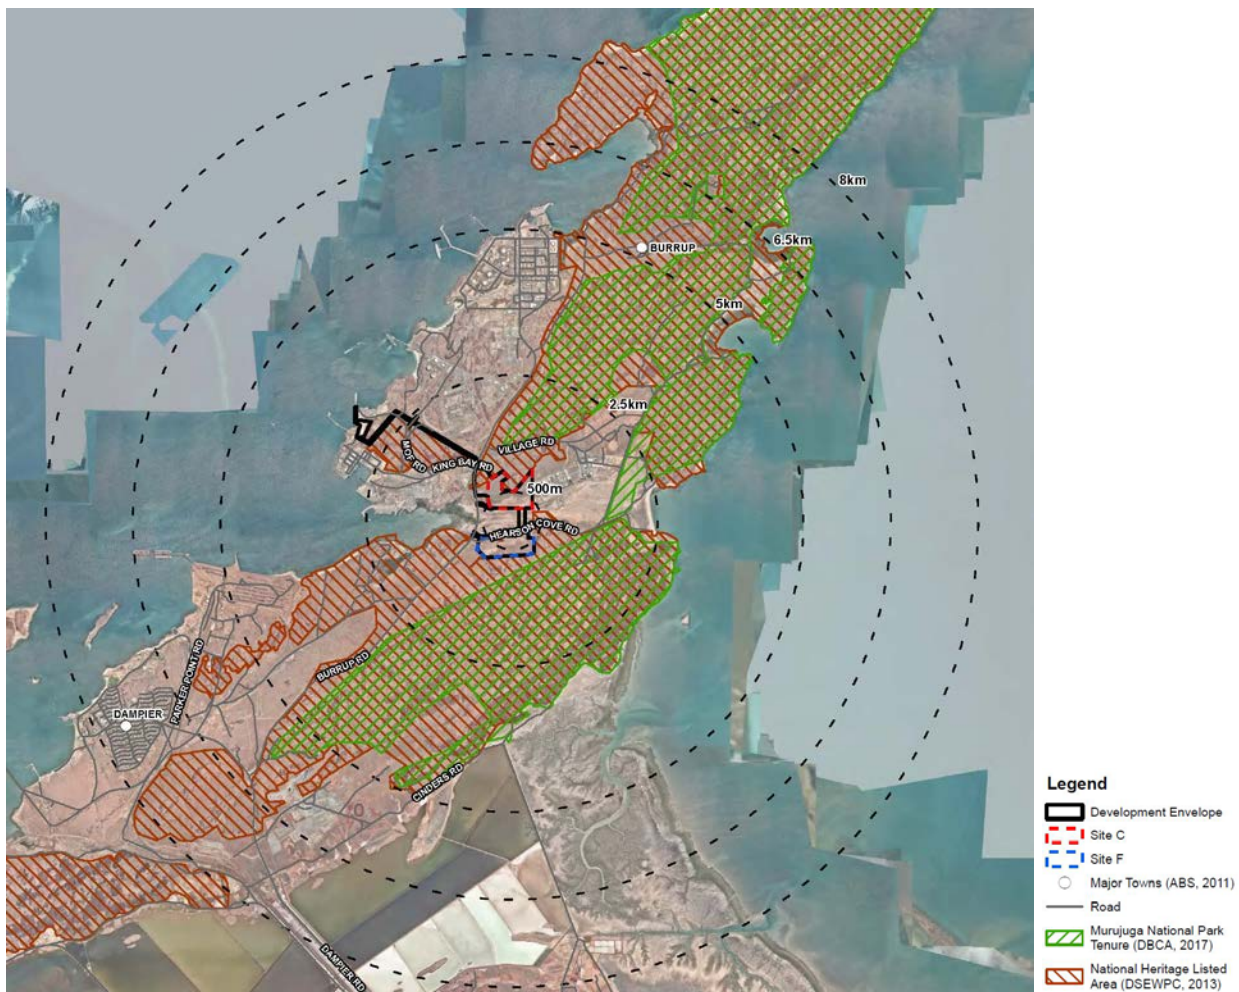 8km
6.5km
BURRUP
5km
2.5km
VILLAGE RD
MOF RD
KING BAY RD
500m
HEARSON COVE RD
BURRUP RD
PARKER POINT RD
DAMPIER
CINDERS RD
DAMPIER RD
Legend
Development Envelope
Site C
Site F
Major Towns (ABS, 2011)
Road
Murujuga National Park
Tenure (DBCA, 2017)
National Heritage Listed
Area (DSEWPC, 2013)